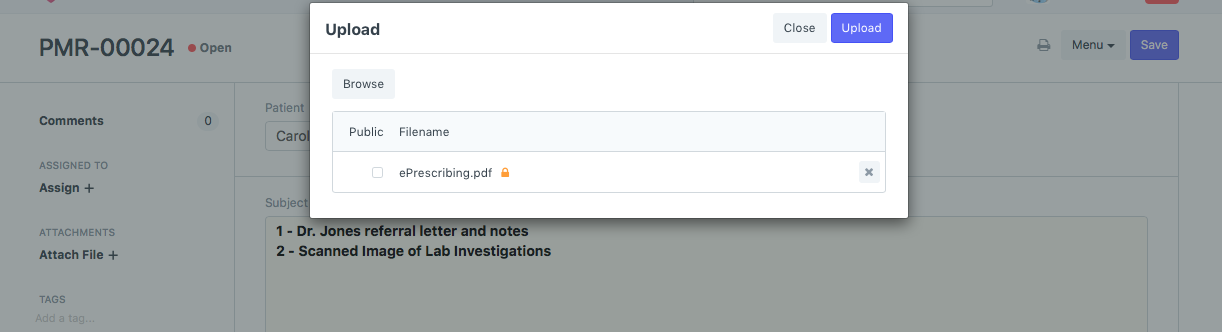 Upload
Close
Upload
PMR-00024
Open
Menu
Save
Browse
Comments
0
Patient
Public Filename
Carol
ASSIGNED TO
Assign +
ePrescribing.pdf
Subject
ATTACHMENTS
Attach File +
1 - Dr. Jones referral letter and notes
2 - Scanned Image of Lab Investigations
TAGS
Add a tag...